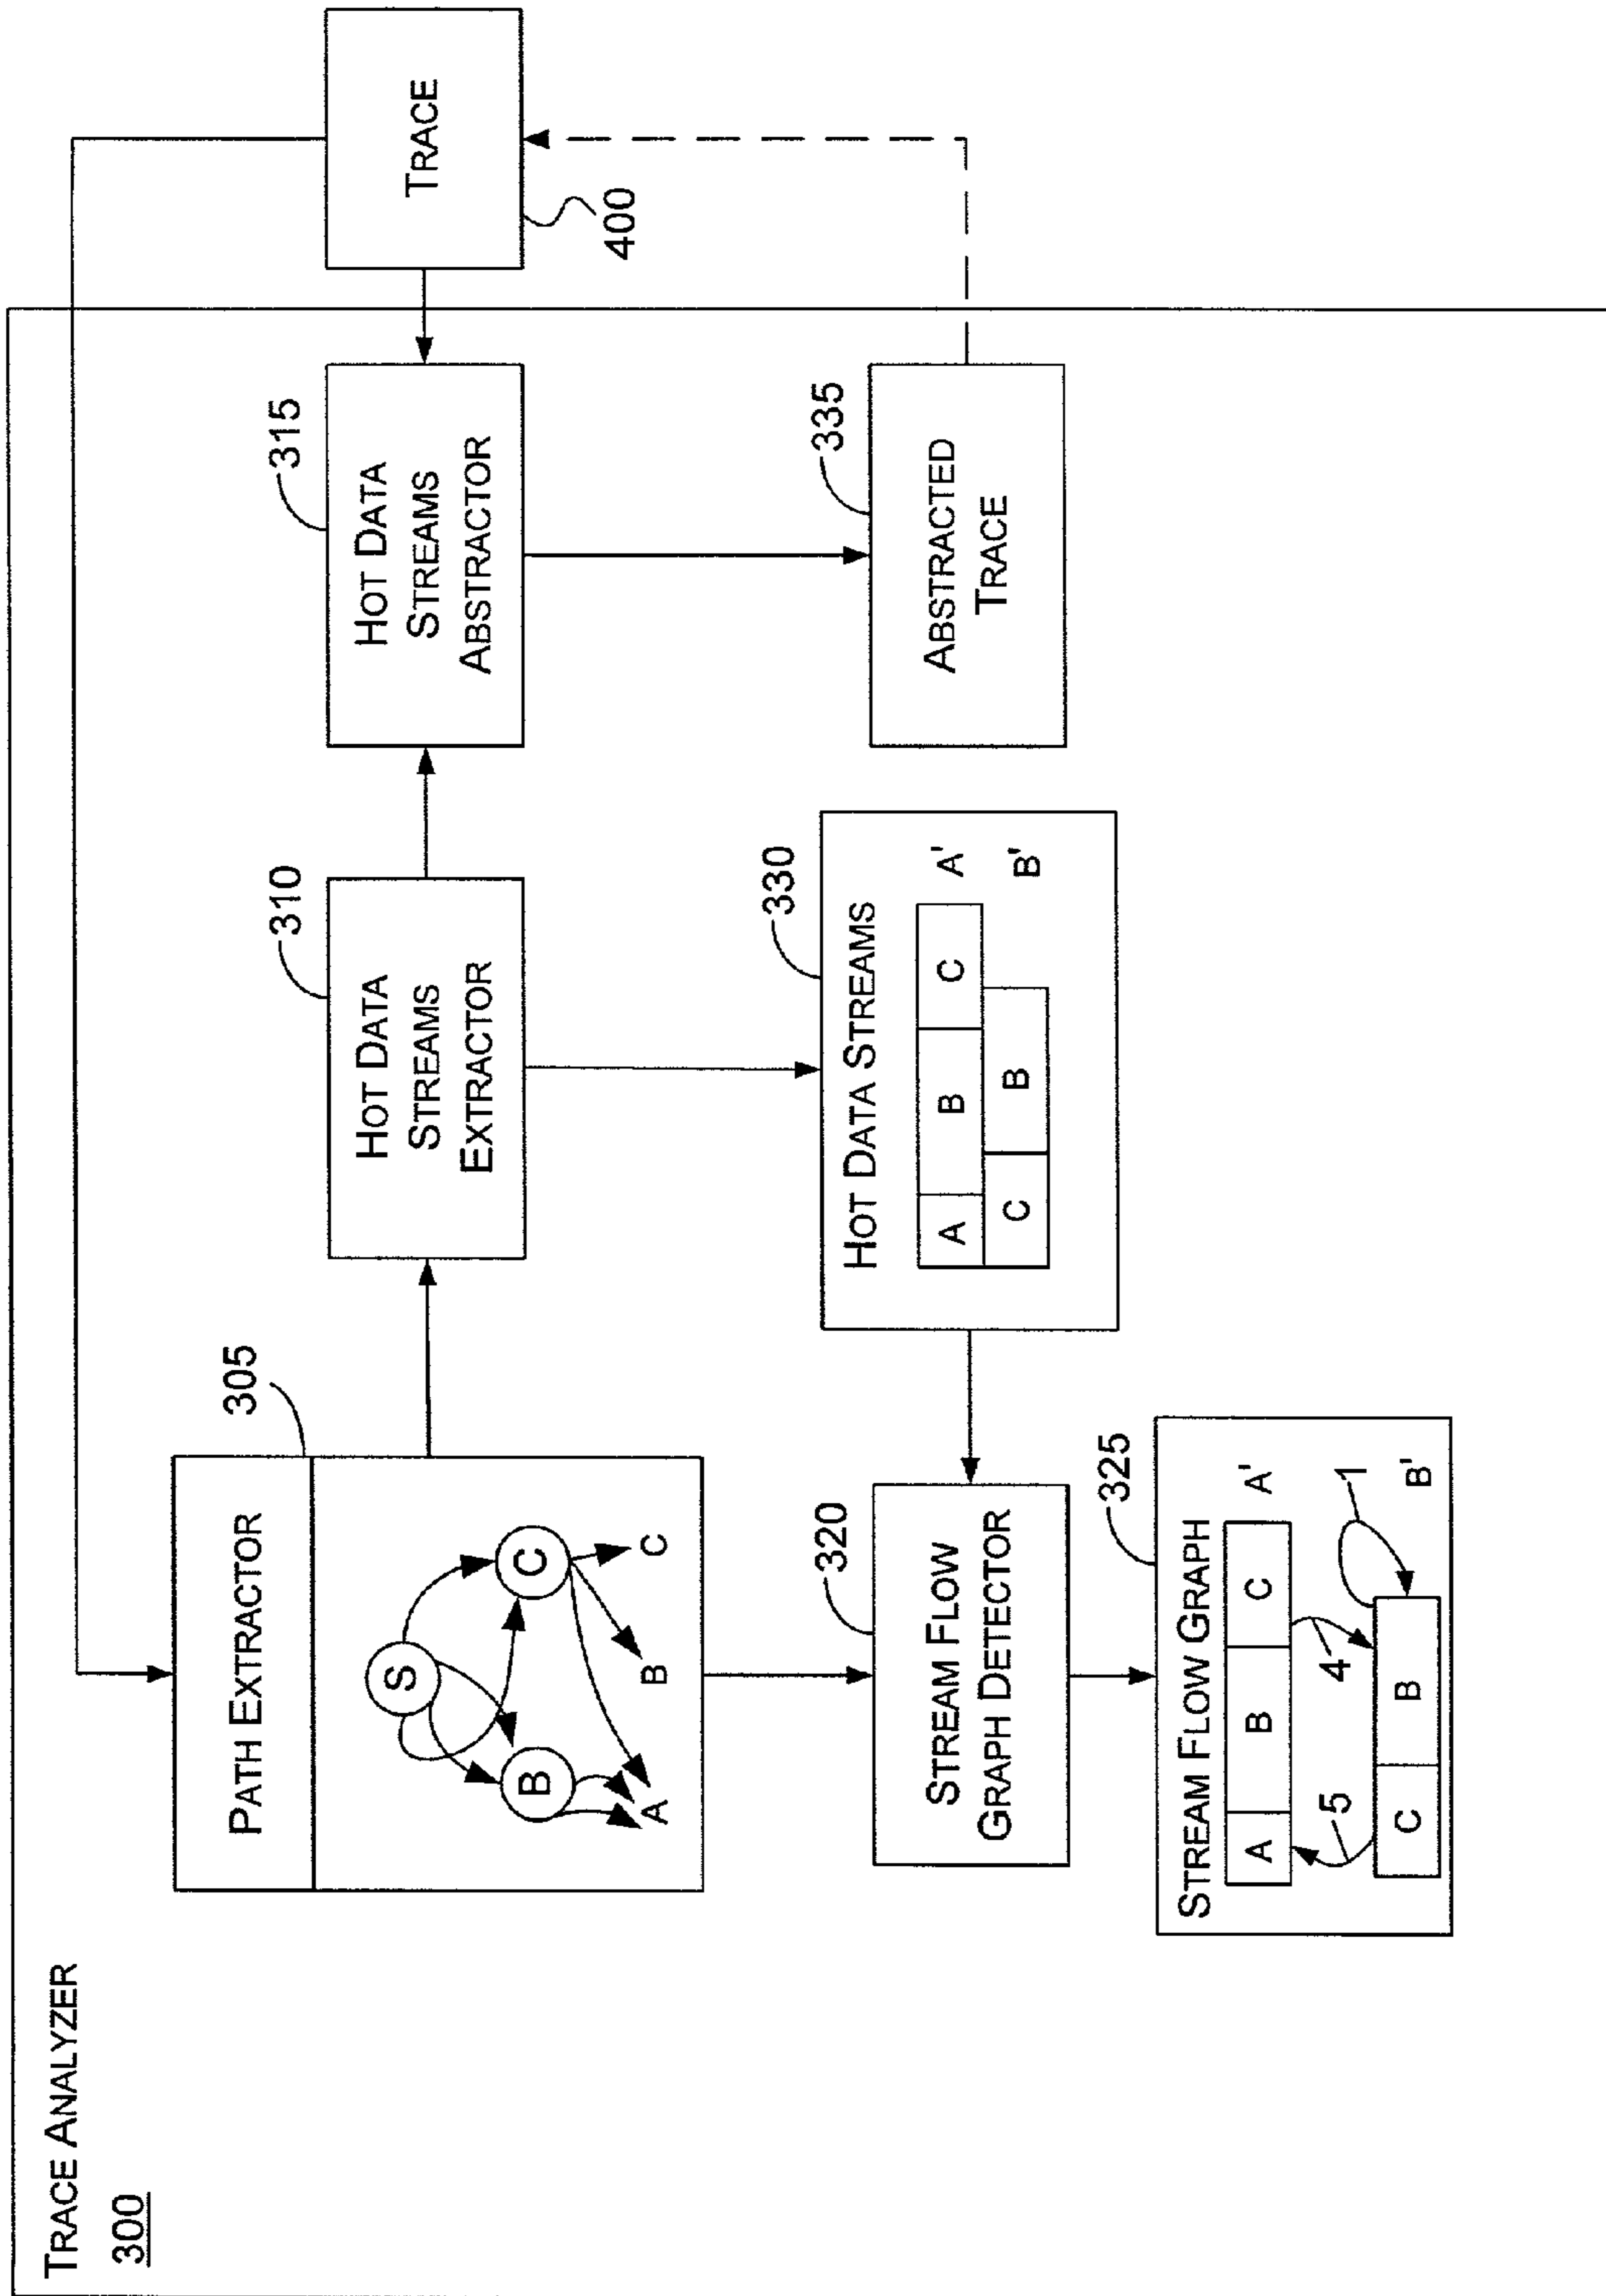 TRACE ANALYZER
300
PATH EXTRACTOR
305
S
B
C
A
B
C
HOT DATA
STREAMS
EXTRACTOR
310
HOT DATA
STREAMS
ABSTRACTOR
315
TRACE
400
STREAM FLOW
GRAPH DETECTOR
320
HOT DATA STREAMS
330
A B C A'
C B B'
ABSTRACTED
TRACE
335
STREAM FLOW GRAPH
325
A B C A'
5 4 1
C B B'